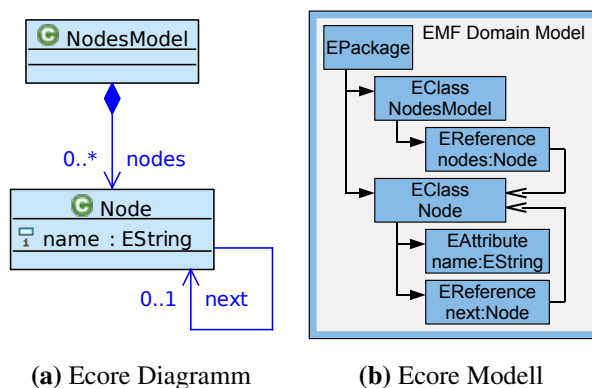 C NodesModel
0..* nodes
C Node
1 name : EString
0..1 next
(a) Ecore Diagramm
EMF Domain Model
EPackage
EClass
NodesModel
EReference
nodes:Node
EClass
Node
EAttribute
name:EString
EReference
next:Node
(b) Ecore Modell